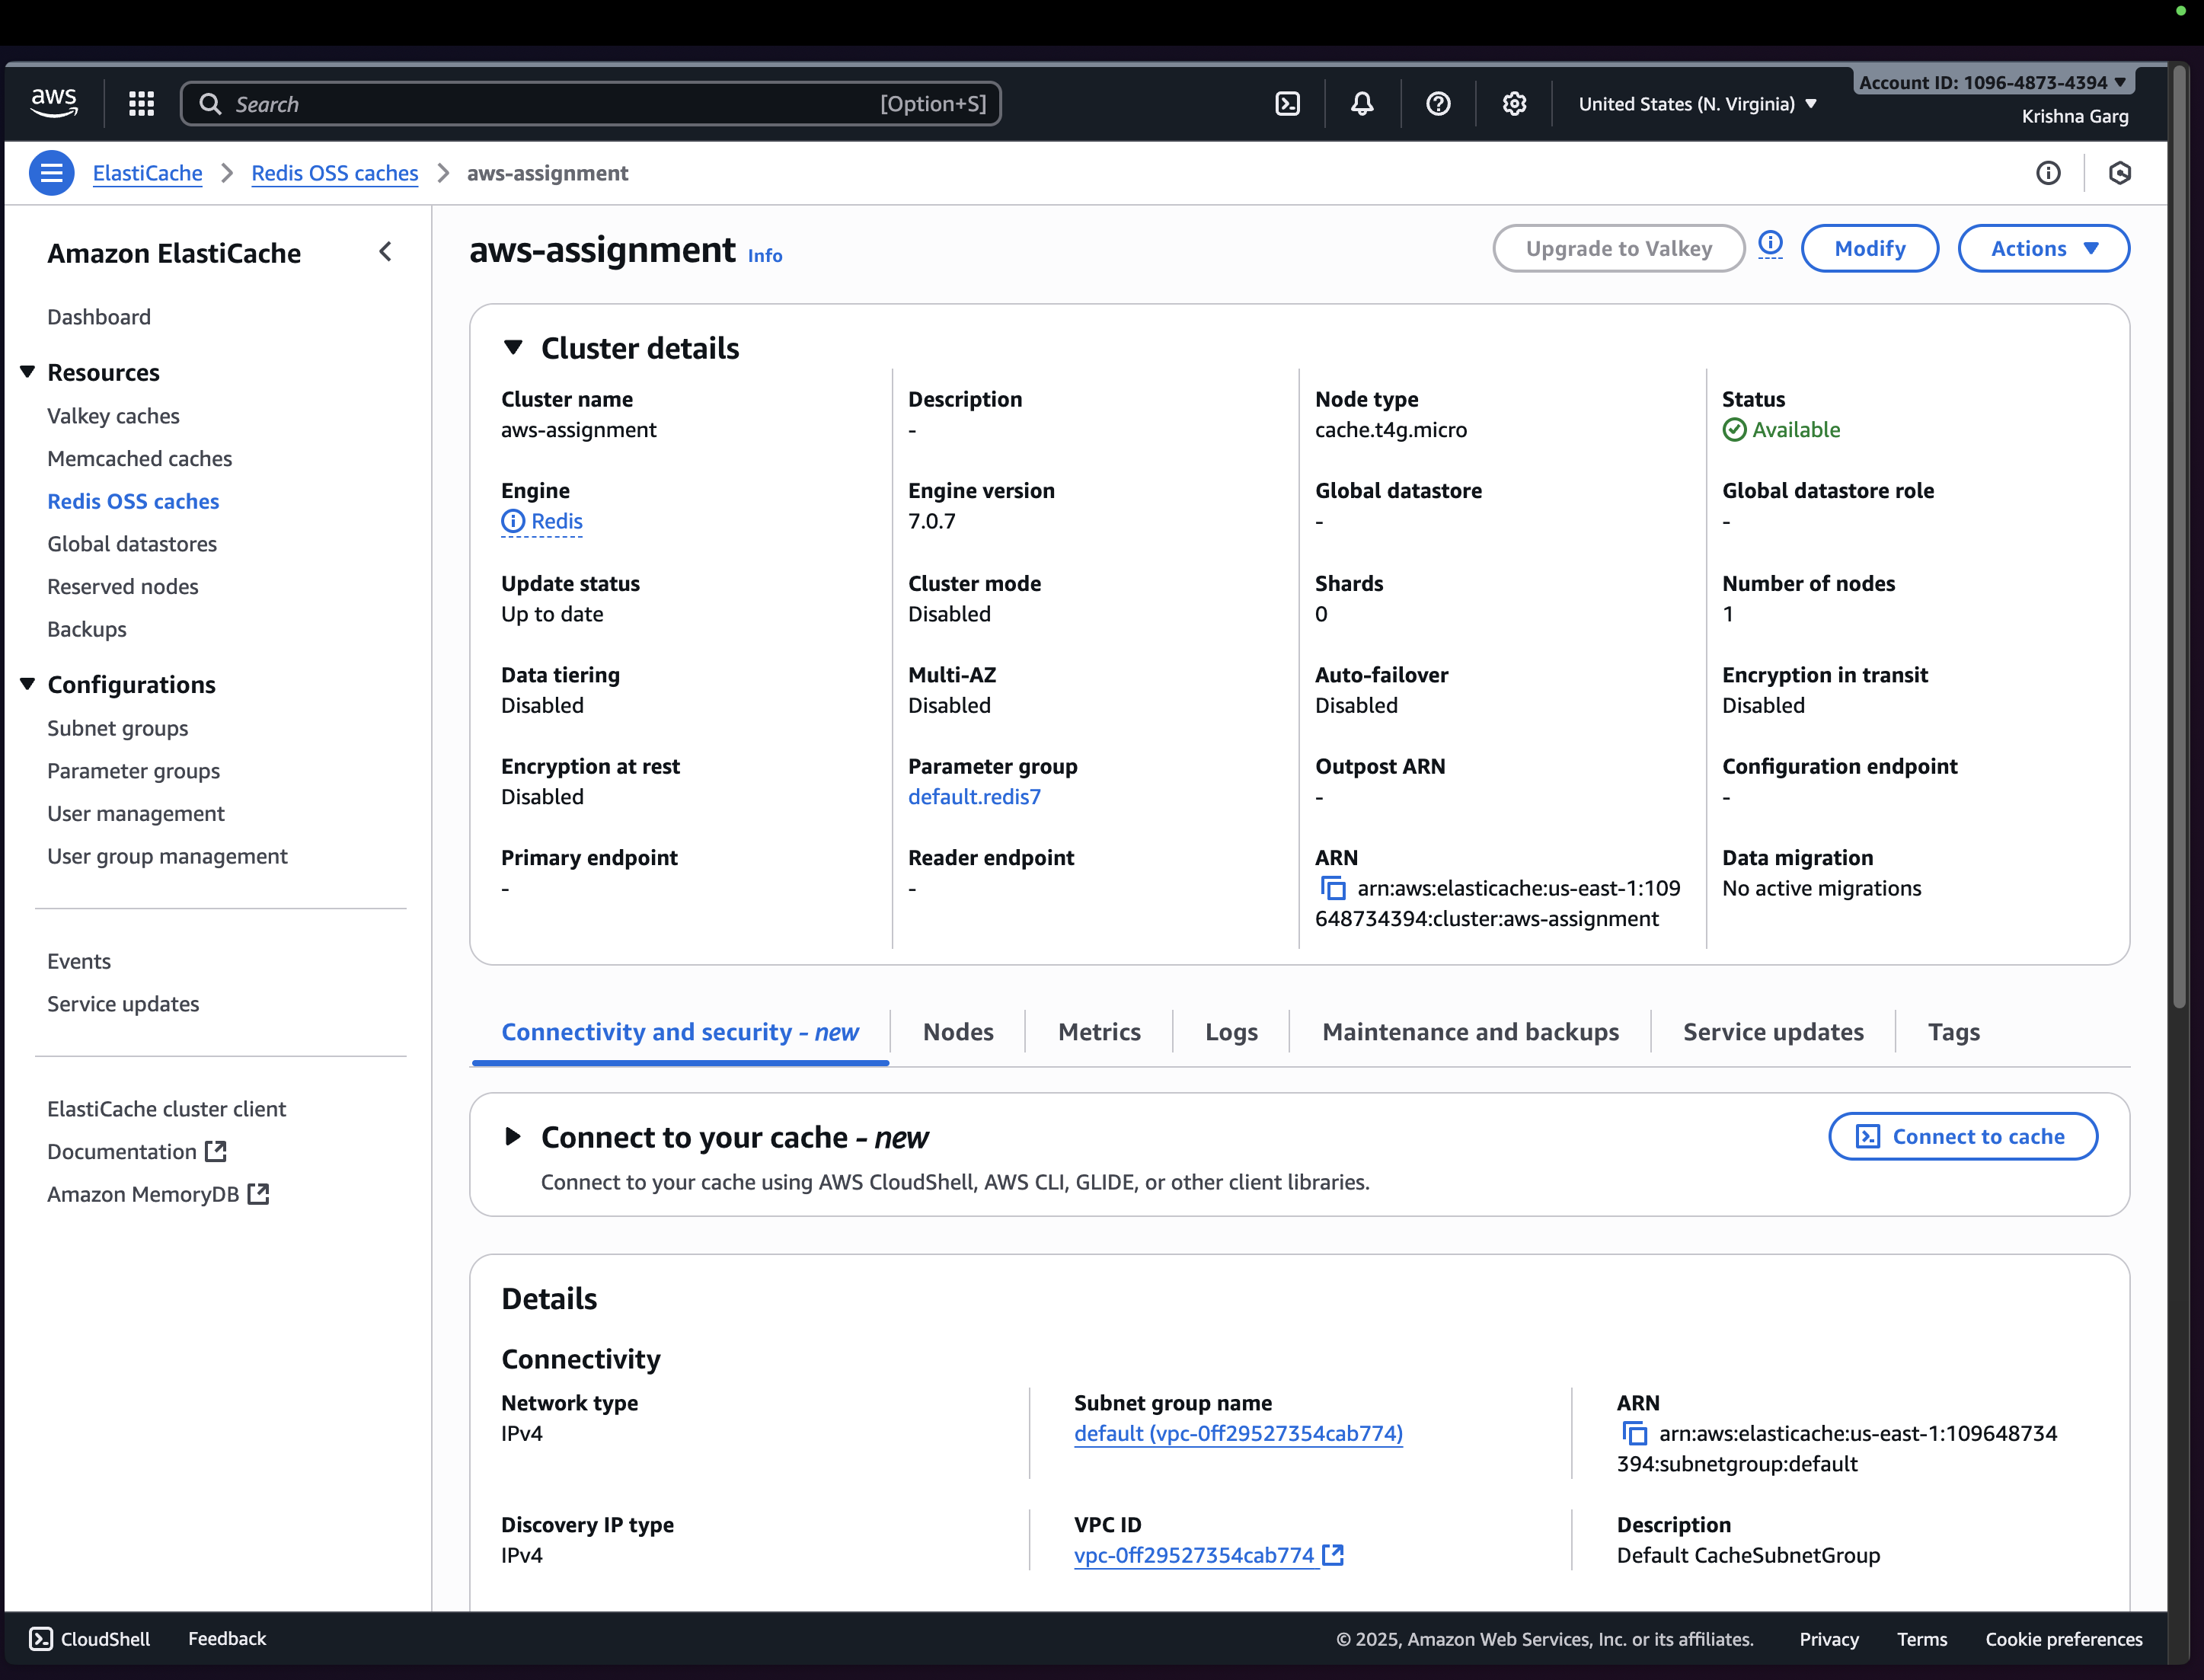 aws
Search [Option+S]
United States (N. Virginia)
Account ID: 1096-4873-4394
Krishna Garg
ElastiCache
Redis OSS caches
aws-assignment
Amazon ElastiCache
Dashboard
Resources
Valkey caches
Memcached caches
Redis OSS caches
Global datastores
Reserved nodes
Backups
Configurations
Subnet groups
Parameter groups
User management
User group management
Events
Service updates
ElastiCache cluster client
Documentation
Amazon MemoryDB
aws-assignment Info
Upgrade to Valkey
Modify
Actions
Cluster details
Cluster name
aws-assignment
Description
-
Node type
cache.t4g.micro
Status
Available
Engine
Redis
Engine version
7.0.7
Global datastore
-
Global datastore role
-
Update status
Up to date
Cluster mode
Disabled
Shards
0
Number of nodes
1
Data tiering
Disabled
Multi-AZ
Disabled
Auto-failover
Disabled
Encryption in transit
Disabled
Encryption at rest
Disabled
Parameter group
default.redis7
Outpost ARN
-
Configuration endpoint
-
Primary endpoint
-
Reader endpoint
-
ARN
arn:aws:elasticache:us-east-1:109
648734394:cluster:aws-assignment
Data migration
No active migrations
Connectivity and security - new
Nodes
Metrics
Logs
Maintenance and backups
Service updates
Tags
Connect to your cache - new
Connect to cache
Connect to your cache using AWS CloudShell, AWS CLI, GLIDE, or other client libraries.
Details
Connectivity
Network type
IPv4
Subnet group name
default (vpc-0ff29527354cab774)
ARN
arn:aws:elasticache:us-east-1:109648734
394:subnetgroup:default
Discovery IP type
IPv4
VPC ID
vpc-0ff29527354cab774
Description
Default CacheSubnetGroup
CloudShell
Feedback
© 2025, Amazon Web Services, Inc. or its affiliates.
Privacy
Terms
Cookie preferences